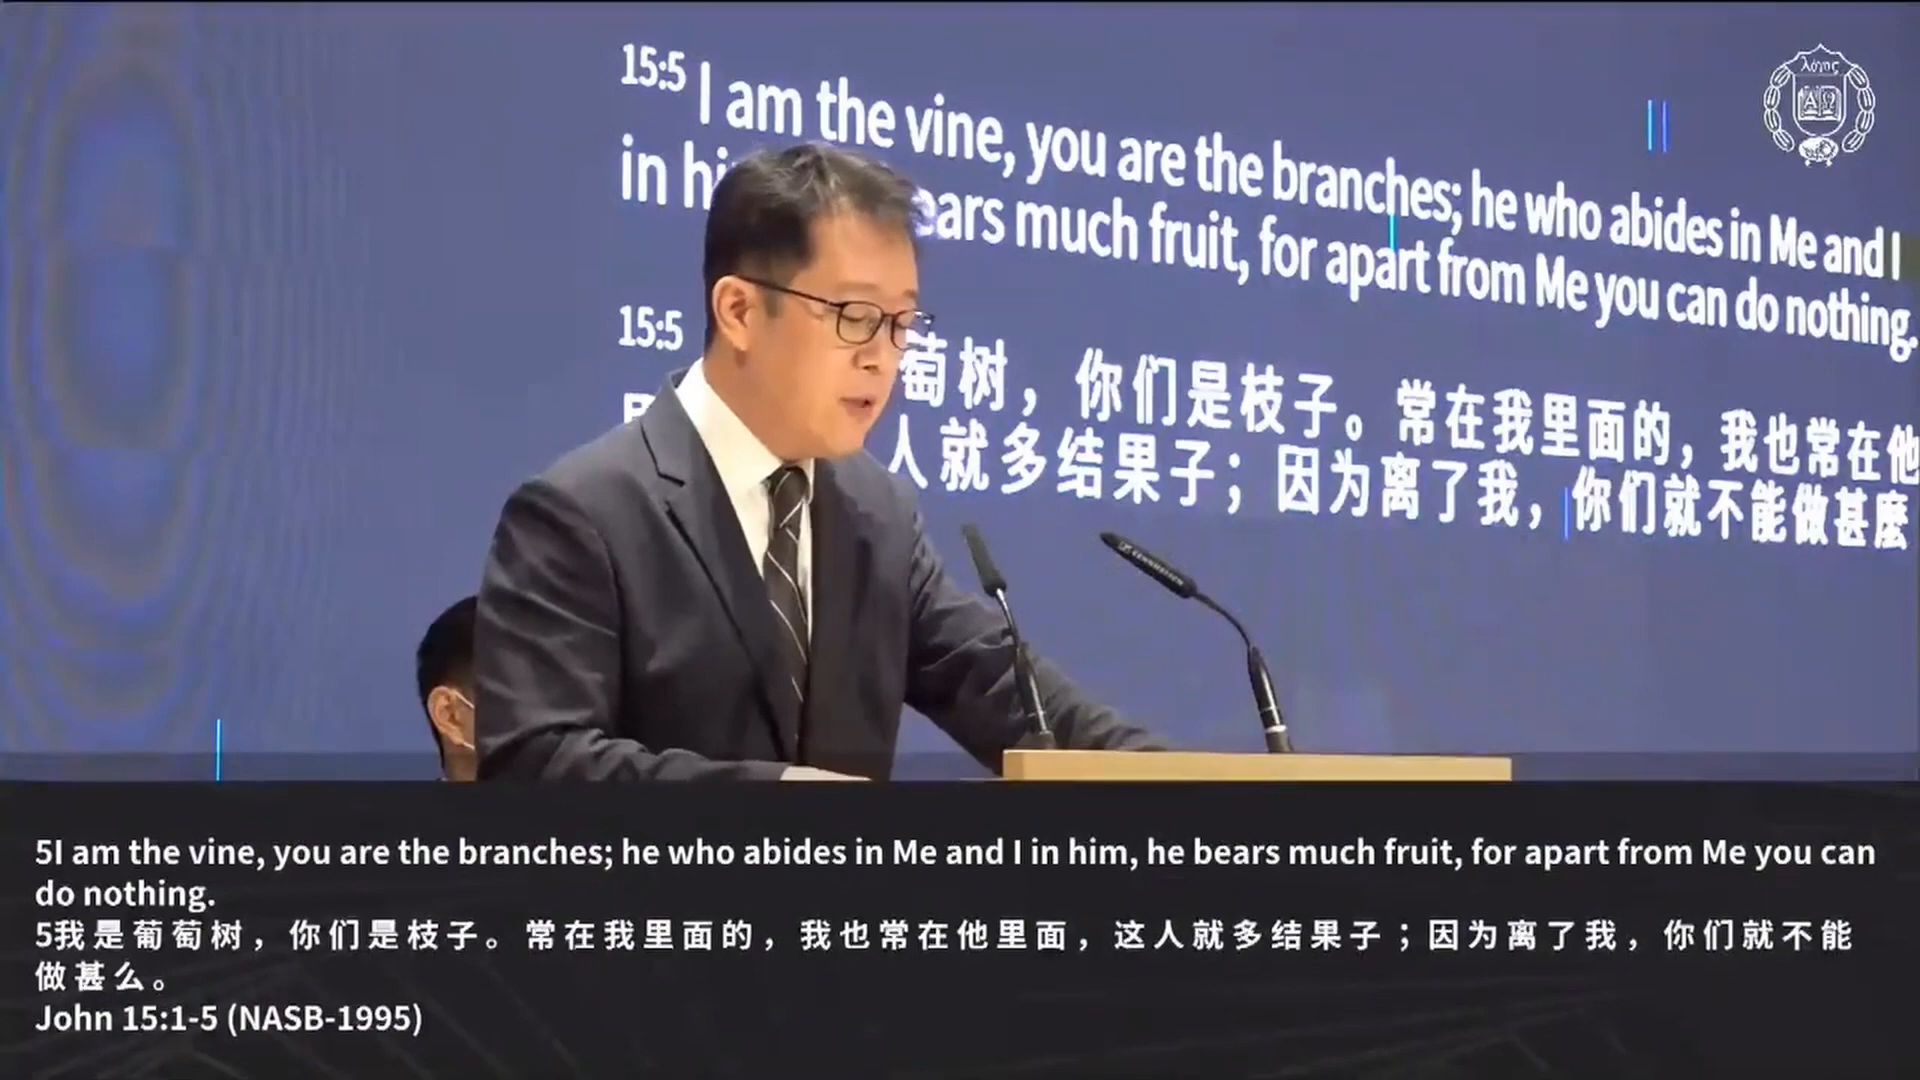 15:5 I am the vine, you are the branches; he who abides in Me and I
in ears much fruit, for apart from Me you can do nothing.
15:5 萄树，你们是枝子。常在我里面的，我也常在他
人就多结果子；因为离了我，你们就不能做甚麼
λόγος
Α Ω
5I am the vine, you are the branches; he who abides in Me and I in him, he bears much fruit, for apart from Me you can
do nothing.
5我是葡萄树，你们是枝子。常在我里面的，我也常在他里面，这人就多结果子；因为离了我，你们就不能
做甚么。
John 15:1-5 (NASB-1995)